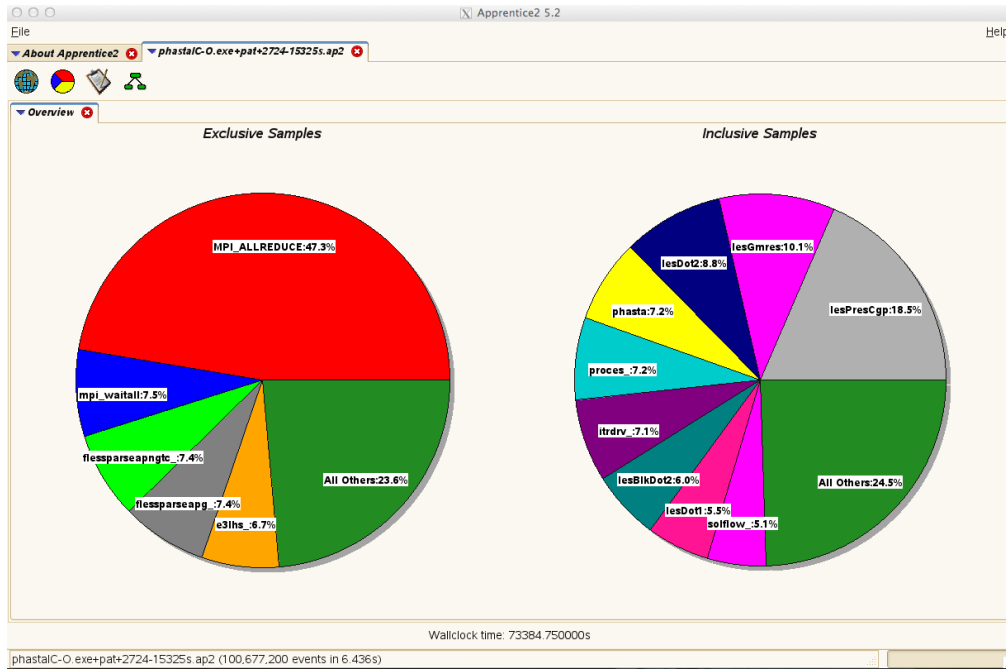 Apprentice2 5.2
File
Help
About Apprentice2
phastaIC-O.exe+pat+2724-15325s.ap2
Overview
Exclusive Samples
Inclusive Samples
MPI_ALLREDUCE:47.3%
mpi_waitall:7.5%
flessparseapngtc_:7.4%
flessparseapg_:7.4%
e3lhs_:6.7%
All Others:23.6%
lesGmres:10.1%
lesDot2:8.8%
lesPresCgp:18.5%
phasta:7.2%
proces_:7.2%
itrdrv_:7.1%
lesBlkDot2:6.0%
lesDot1:5.5%
solflow_:5.1%
All Others:24.5%
Wallclock time: 73384.750000s
phastaIC-O.exe+pat+2724-15325s.ap2 (100,677,200 events in 6.436s)